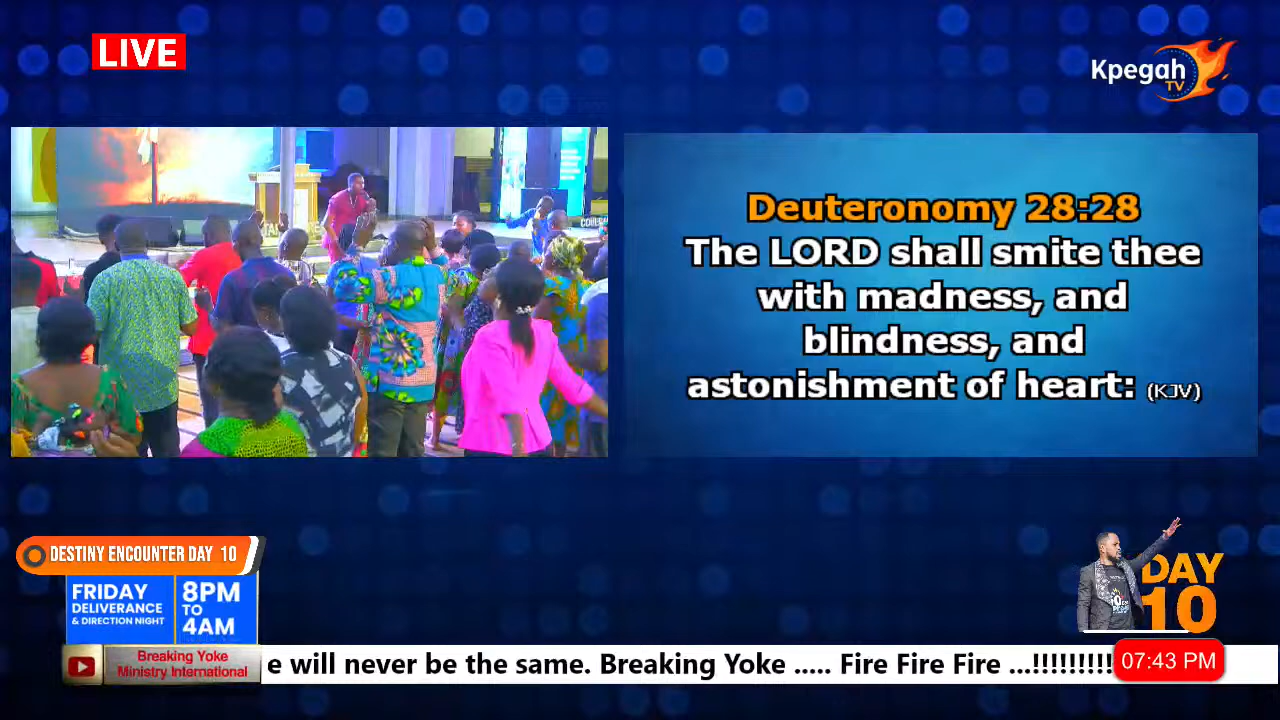 LIVE
Kpegah
TV
Deuteronomy 28:28
The LORD shall smite thee
with madness, and
blindness, and
astonishment of heart: (KJV)
DESTINY ENCOUNTER DAY 10
FRIDAY
DELIVERANCE
& DIRECTION NIGHT
8PM
TO
4AM
DAY
10
Breaking Yoke
Ministry International
e will never be the same. Breaking Yoke ..... Fire Fire Fire ...!!!!!!!!!
07:43 PM